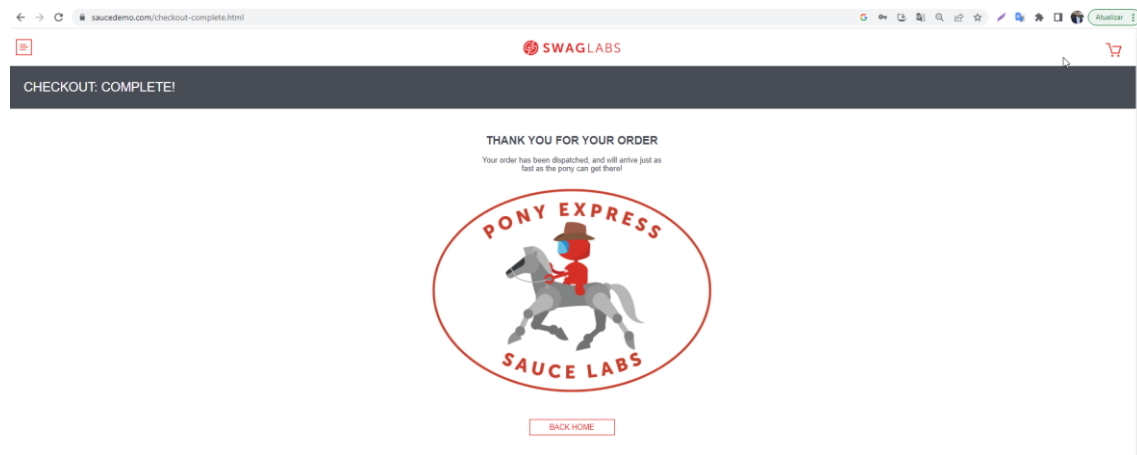 saucedemo.com/checkout-complete.html
Atualizar
SWAGLABS
CHECKOUT: COMPLETE!
THANK YOU FOR YOUR ORDER
Your order has been dispatched, and will arrive just as
fast as the pony can get there!
PONY EXPRESS
SAUCE LABS
BACK HOME